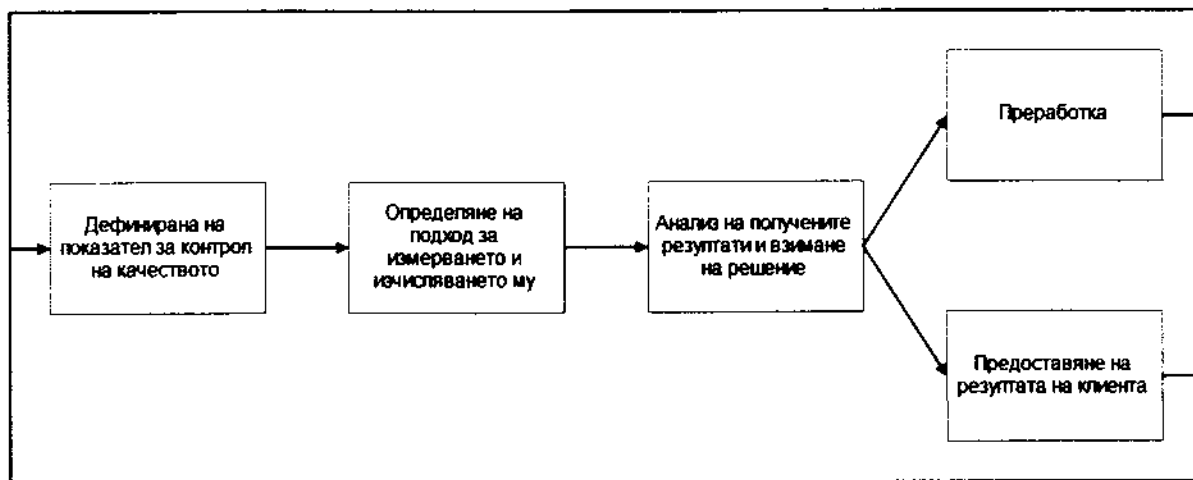 Дефинирана на
показател за контрол
на качеството
Определяне на
подход за
измерването и
изчисляването му
Анализ на получените
резултати и взимане
на решение
Преработка
Предоставяне на
резултата на клиента